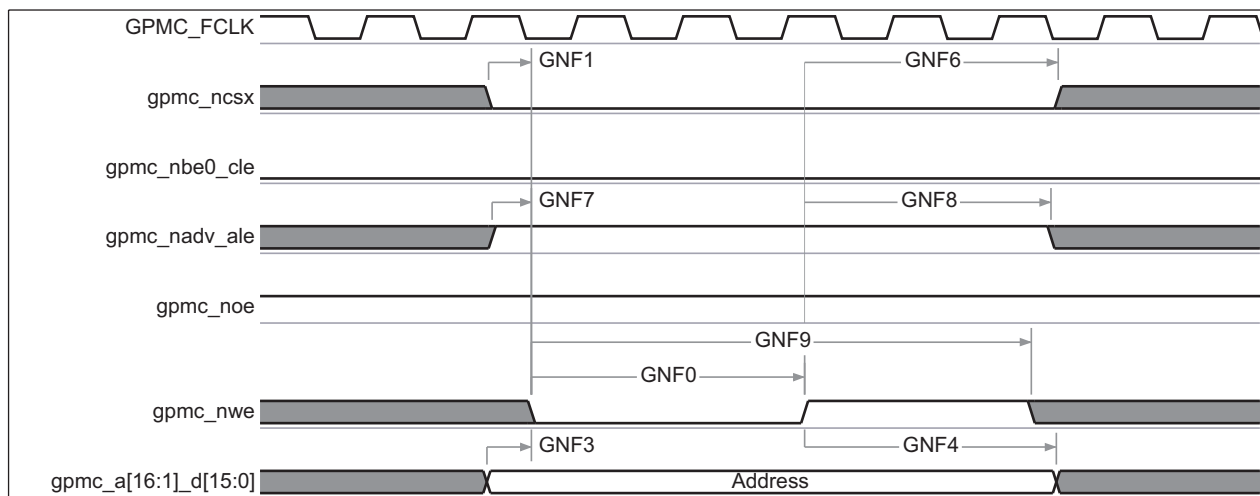 GPMC_FCLK
GNF1
GNF6
gpmc_ncsx
gpmc_nbe0_cle
GNF7
GNF8
gpmc_nadv_ale
gpmc_noe
GNF9
GNF0
gpmc_nwe
GNF3
GNF4
gpmc_a[16:1]_d[15:0]
Address